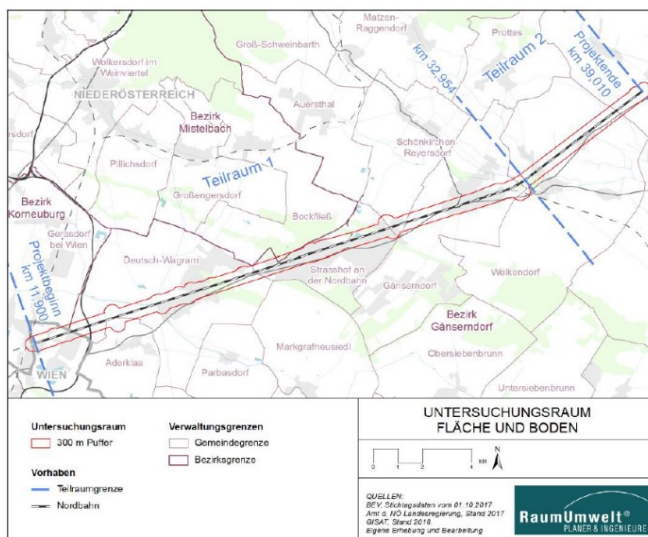 Matzen-
Raggendorf
Prottes
Groß-Schweinbarth
Wolkersdorf im
Weinviertel
NIEDERÖSTERREICH
Bezirk
Mistelbach
Auersthal
km 32,954
Teilraum 2
Projektende
km 39,010
Schönkirchen
Reyersdorf
Pillichsdorf
Teilraum 1
Großengersdorf
Bockfließ
Bezirk
Korneuburg
Gerasdorf
bei Wien
Deutsch-Wagram
Strasshof an
der Nordbahn
Gänserndorf
Weikendorf
Bezirk
Gänserndorf
Projektbeginn
km 11,900
WIEN
Aderklaa
Parbasdorf
Markgrafneusiedl
Obersiebenbrunn
Untersiebenbrunn
Untersuchungsraum
300 m Puffer
Vorhaben
Teilraumgrenze
Nordbahn
Verwaltungsgrenzen
Gemeindegrenze
Bezirksgrenze
UNTERSUCHUNGSRAUM
FLÄCHE UND BODEN
0 1 2 4 km N
QUELLEN:
BEV, Stichtagsdaten vom 01.10.2017
Amt d. NÖ Landesregierung, Stand 2017
GISAT, Stand 2018,
Eigene Erhebung und Bearbeitung
RaumUmwelt®
PLANER & INGENIEURE